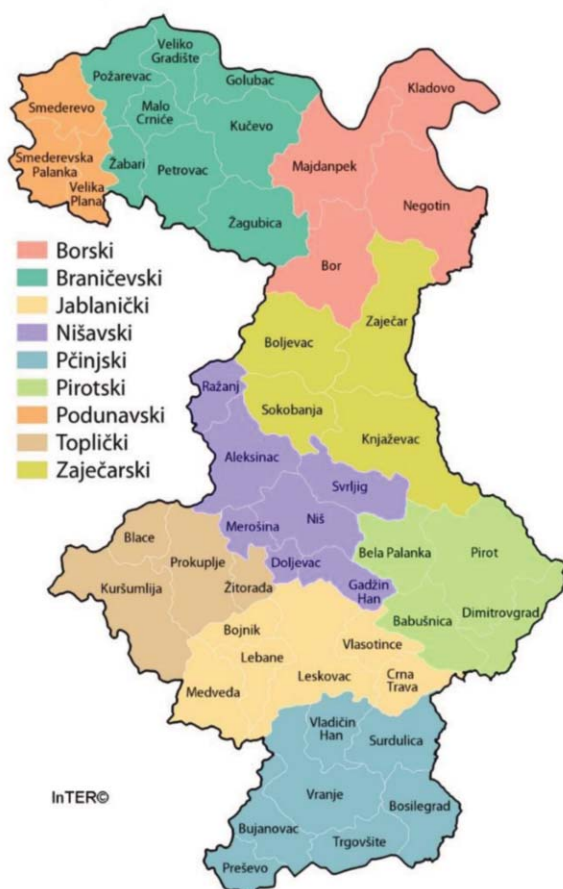 Veliko
Gradište
Požarevac
Golubac
Kladovo
Smederevo
Malo
Crniće
Kučevo
Smederevska
Palanka
Žabari
Petrovac
Majdanpek
Velika
Plana
Negotin
Žagubica
Bor
Borski
Braničevski
Jablanički
Nišavski
Pčinjski
Pirotski
Podunavski
Toplički
Zaječarski
Zaječar
Boljevac
Ražanj
Sokobanja
Knjaževac
Aleksinac
Svrljig
Merošina
Niš
Blace
Prokuplje
Doljevac
Bela Palanka
Pirot
Kuršumlija
Žitorađa
Gadžin
Han
Dimitrovgrad
Babušnica
Bojnik
Vlasotince
Lebane
Medveđa
Leskovac
Crna
Trava
Vladičin
Han
Surdulica
InTER©
Vranje
Bosilegrad
Bujanovac
Trgovšite
Preševo